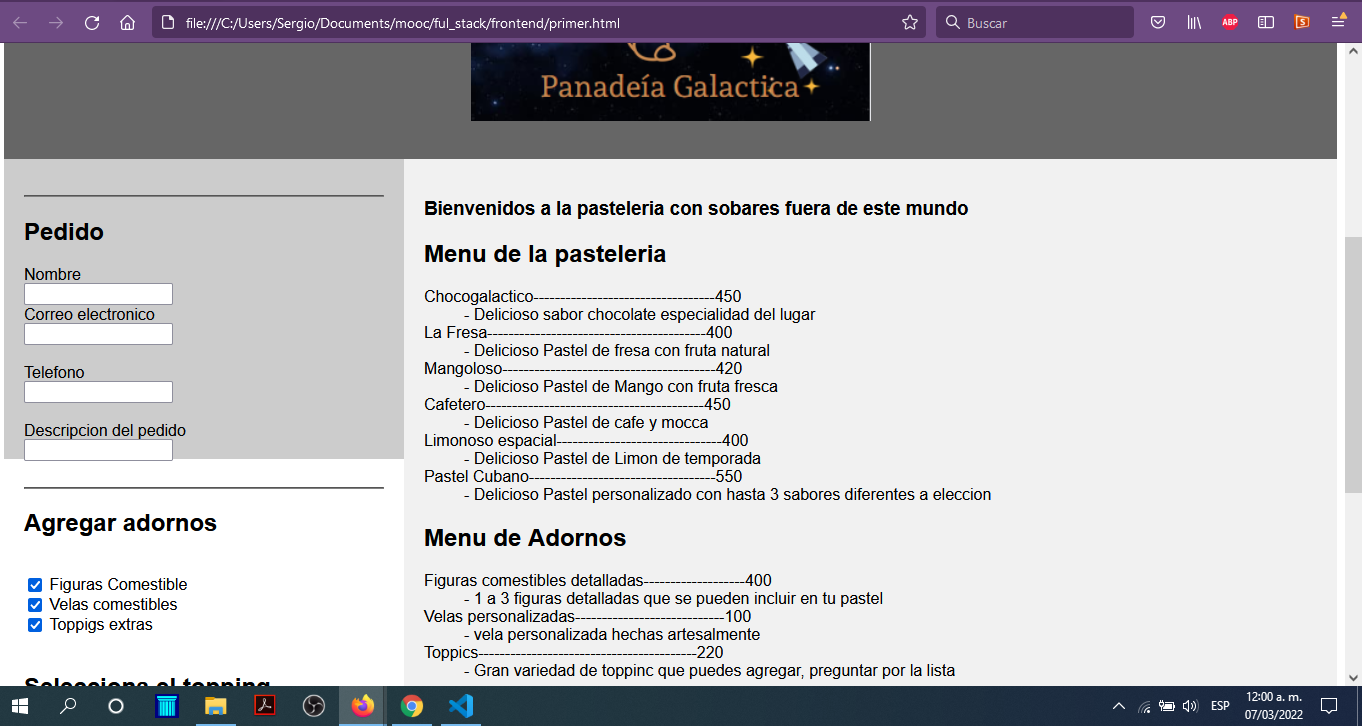 file:///C:/Users/Sergio/Documents/mooc/ful_stack/frontend/primer.html
Buscar
ABP
S
Panadeía Galactica
Pedido
Nombre
Correo electronico
Telefono
Descripcion del pedido
Agregar adornos
Figuras Comestible
Velas comestibles
Toppigs extras
Selecciona el topping
Bienvenidos a la pasteleria con sobares fuera de este mundo
Menu de la pasteleria
Chocogalactico----------------------------------450
- Delicioso sabor chocolate especialidad del lugar
La Fresa-----------------------------------------400
- Delicioso Pastel de fresa con fruta natural
Mangoloso----------------------------------------420
- Delicioso Pastel de Mango con fruta fresca
Cafetero-----------------------------------------450
- Delicioso Pastel de cafe y mocca
Limonoso espacial-------------------------------400
- Delicioso Pastel de Limon de temporada
Pastel Cubano-----------------------------------550
- Delicioso Pastel personalizado con hasta 3 sabores diferentes a eleccion
Menu de Adornos
Figuras comestibles detalladas-------------------400
- 1 a 3 figuras detalladas que se pueden incluir en tu pastel
Velas personalizadas----------------------------100
- vela personalizada hechas artesalmente
Toppics-----------------------------------------220
- Gran variedad de toppinc que puedes agregar, preguntar por la lista
ESP
12:00 a. m.
07/03/2022